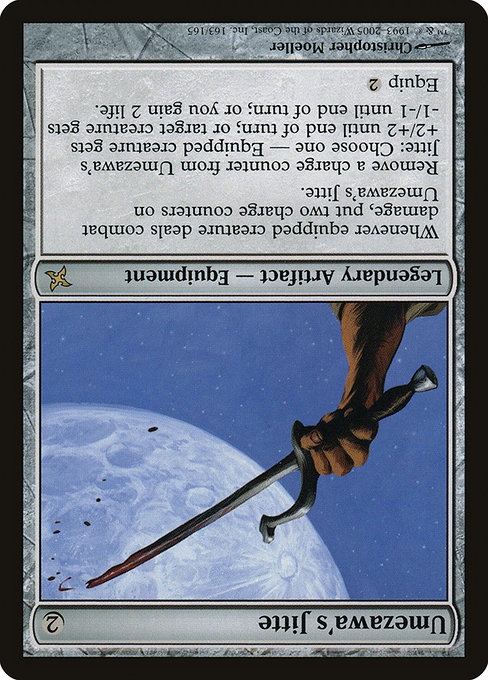 Umezawa's Jitte 2
Legendary Artifact — Equipment
Whenever equipped creature deals combat
damage, put two charge counters on
Umezawa's Jitte.
Remove a charge counter from Umezawa's
Jitte: Choose one — Equipped creature gets
+2/+2 until end of turn, or target creature gets
-1/-1 until end of turn, or you gain 2 life.
Equip 2
Christopher Moeller
™ & © 1993–2005 Wizards of the Coast, Inc. 163/165